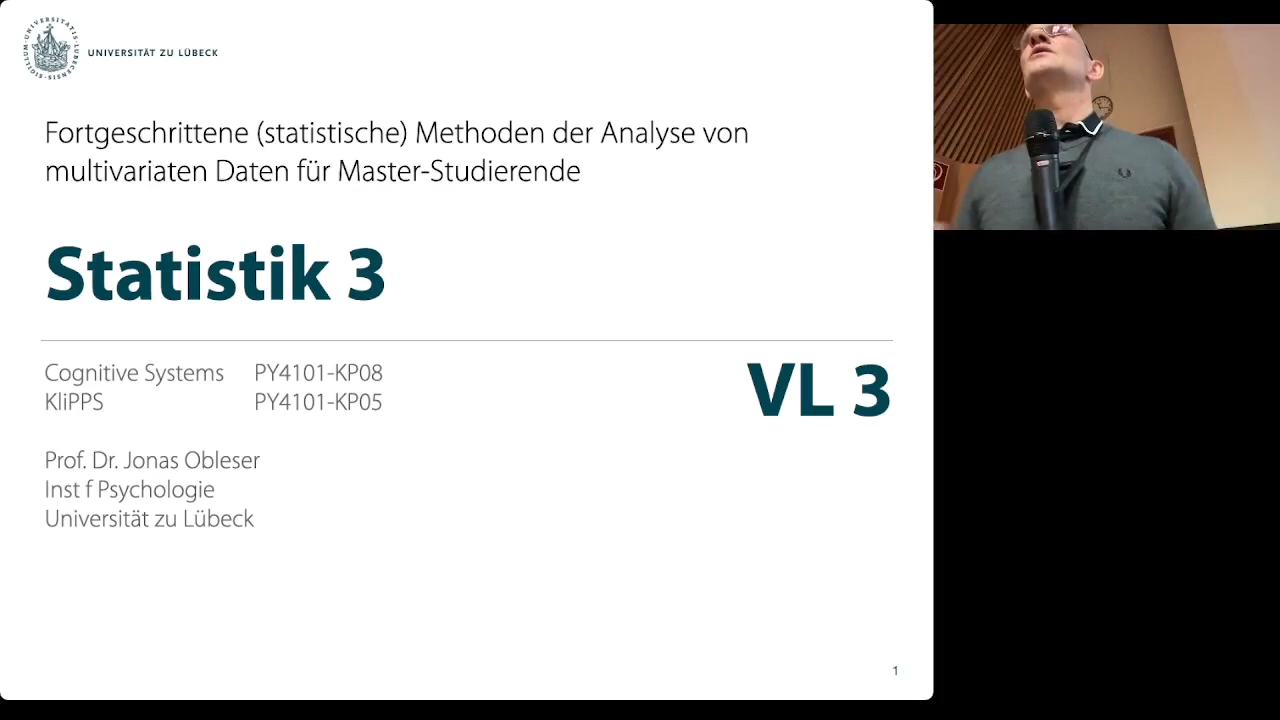 UNIVERSITÄT ZU LÜBECK
Fortgeschrittene (statistische) Methoden der Analyse von
multivariaten Daten für Master-Studierende
Statistik 3
Cognitive Systems PY4101-KP08
KliPPS PY4101-KP05
VL 3
Prof. Dr. Jonas Obleser
Inst f Psychologie
Universität zu Lübeck
1